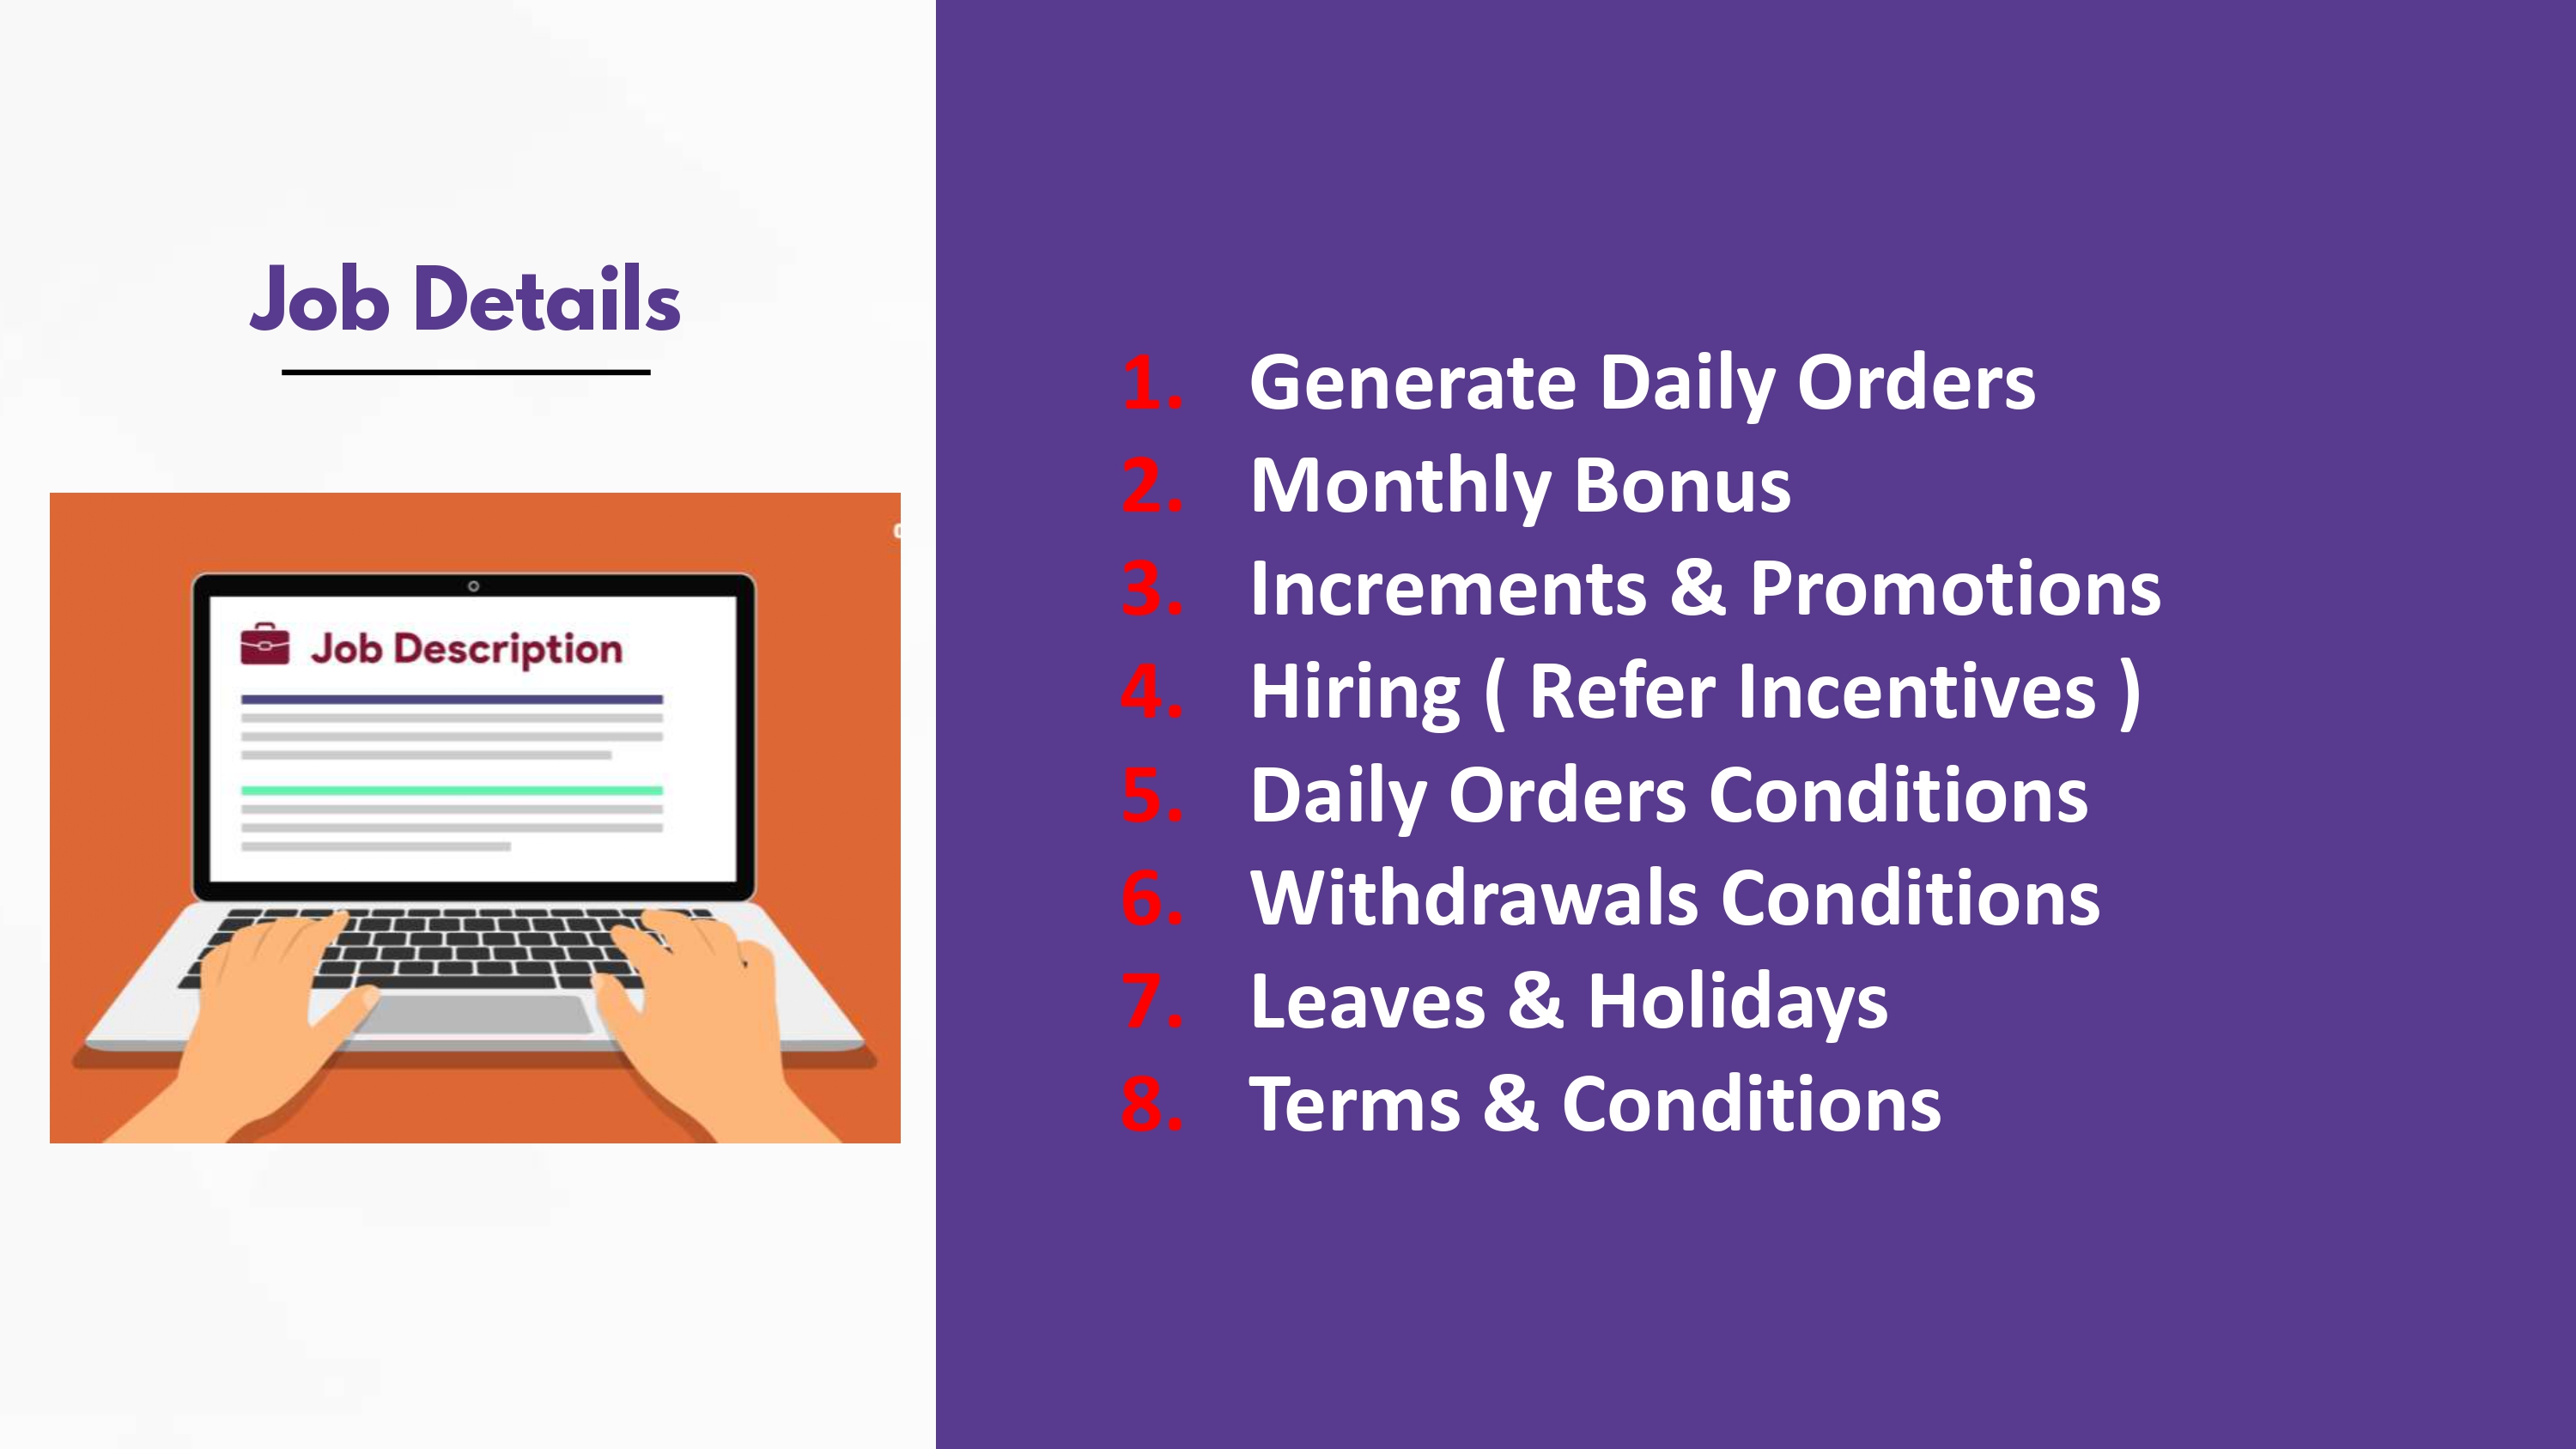 Job Details
Job Description
1. Generate Daily Orders
2. Monthly Bonus
3. Increments & Promotions
4. Hiring ( Refer Incentives )
5. Daily Orders Conditions
6. Withdrawals Conditions
7. Leaves & Holidays
8. Terms & Conditions